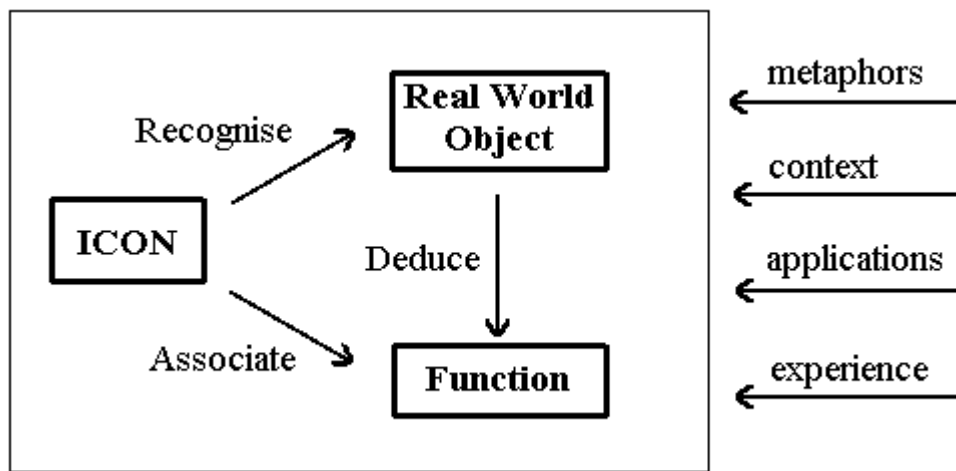 metaphors
Real World
Object
Recognise
context
ICON
Deduce
applications
Associate
Function
experience